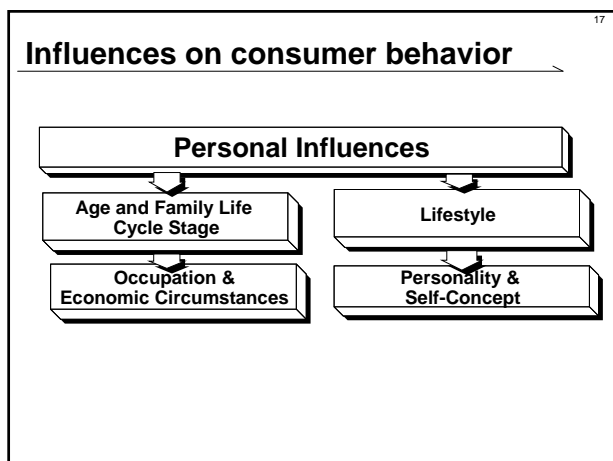 17
Influences on consumer behavior
Personal Influences
Age and Family Life
Cycle Stage
Lifestyle
Occupation &
Economic Circumstances
Personality &
Self-Concept